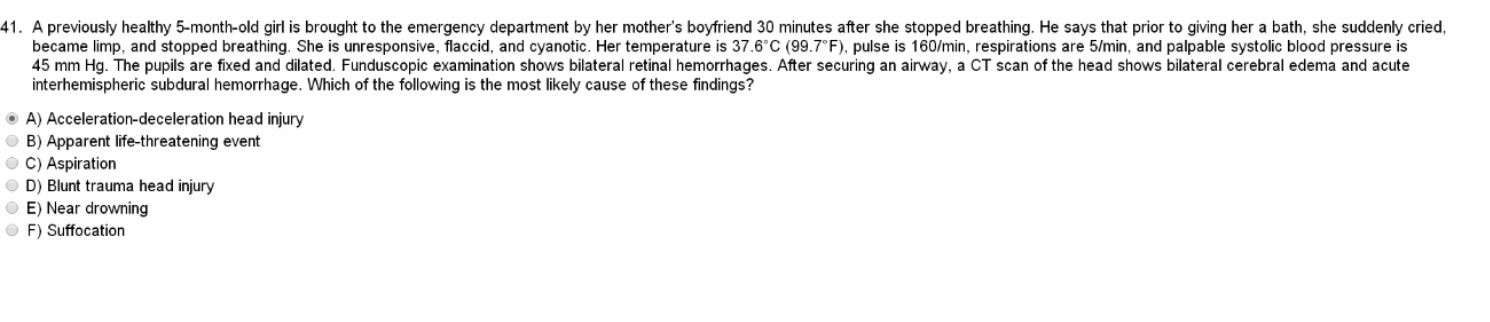 41. A previously healthy 5-month-old girl is brought to the emergency department by her mother's boyfriend 30 minutes after she stopped breathing. He says that prior to giving her a bath, she suddenly cried,
became limp, and stopped breathing. She is unresponsive, flaccid, and cyanotic. Her temperature is 37.6°C (99.7°F), pulse is 160/min, respirations are 5/min, and palpable systolic blood pressure is
45 mm Hg. The pupils are fixed and dilated. Funduscopic examination shows bilateral retinal hemorrhages. After securing an airway, a CT scan of the head shows bilateral cerebral edema and acute
interhemispheric subdural hemorrhage. Which of the following is the most likely cause of these findings?
A) Acceleration-deceleration head injury
B) Apparent life-threatening event
C) Aspiration
D) Blunt trauma head injury
E) Near drowning
F) Suffocation